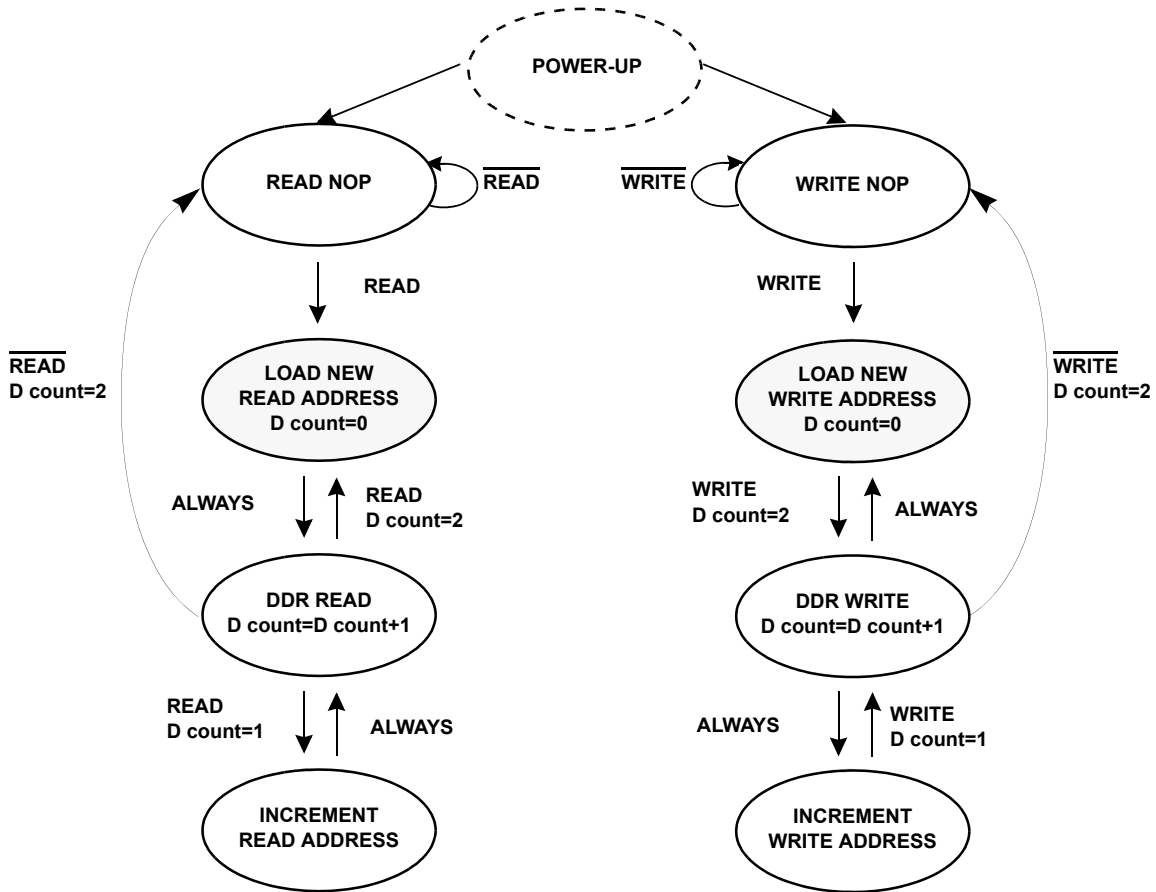 POWER-UP
READ NOP
READ
WRITE
WRITE NOP
READ
WRITE
READ
D count=2
LOAD NEW
READ ADDRESS
D count=0
LOAD NEW
WRITE ADDRESS
D count=0
WRITE
D count=2
ALWAYS
READ
D count=2
WRITE
D count=2
ALWAYS
DDR READ
D count=D count+1
DDR WRITE
D count=D count+1
READ
D count=1
ALWAYS
ALWAYS
WRITE
D count=1
INCREMENT
READ ADDRESS
INCREMENT
WRITE ADDRESS